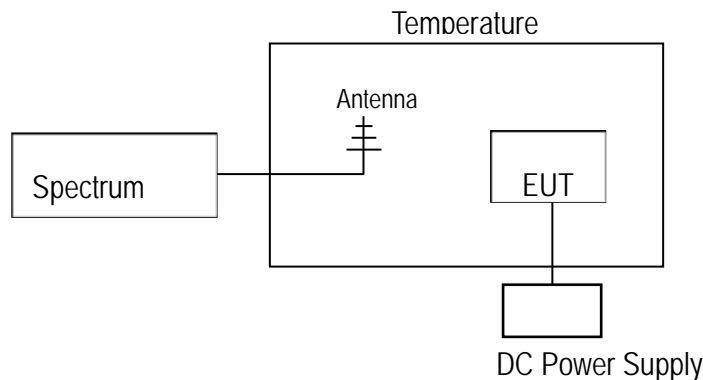 Temperature
Antenna
Spectrum
EUT
DC Power Supply